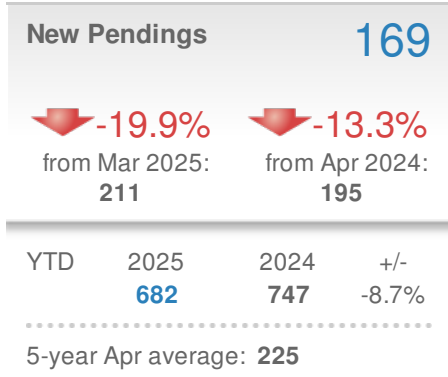 New Pendings 169
-19.9% -13.3%
from Mar 2025: from Apr 2024:
211 195
YTD 2025 2024 +/-
682 747 -8.7%
5-year Apr average: 225